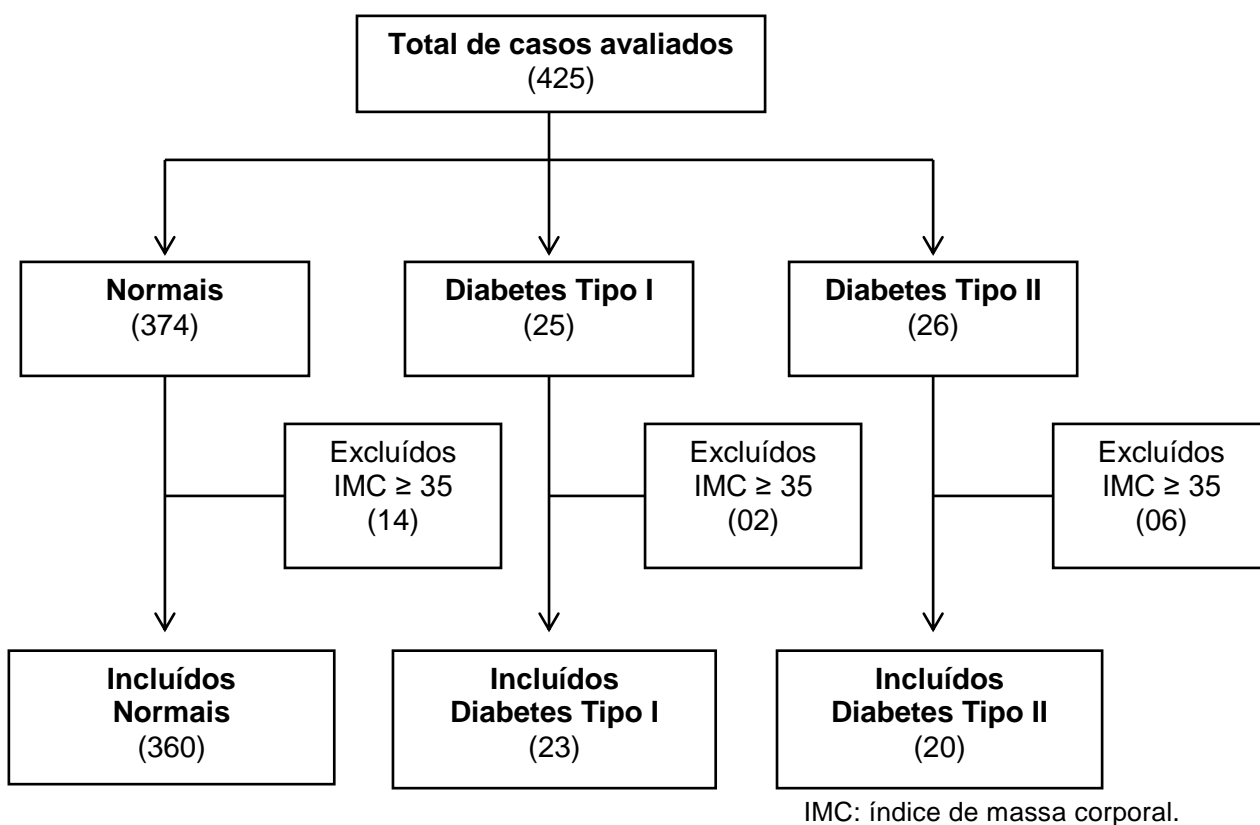 Total de casos avaliados
(425)
Normais
(374)
Diabetes Tipo I
(25)
Diabetes Tipo II
(26)
Excluídos
IMC ≥ 35
(14)
Excluídos
IMC ≥ 35
(02)
Excluídos
IMC ≥ 35
(06)
Incluídos
Normais
(360)
Incluídos
Diabetes Tipo I
(23)
Incluídos
Diabetes Tipo II
(20)
IMC: índice de massa corporal.